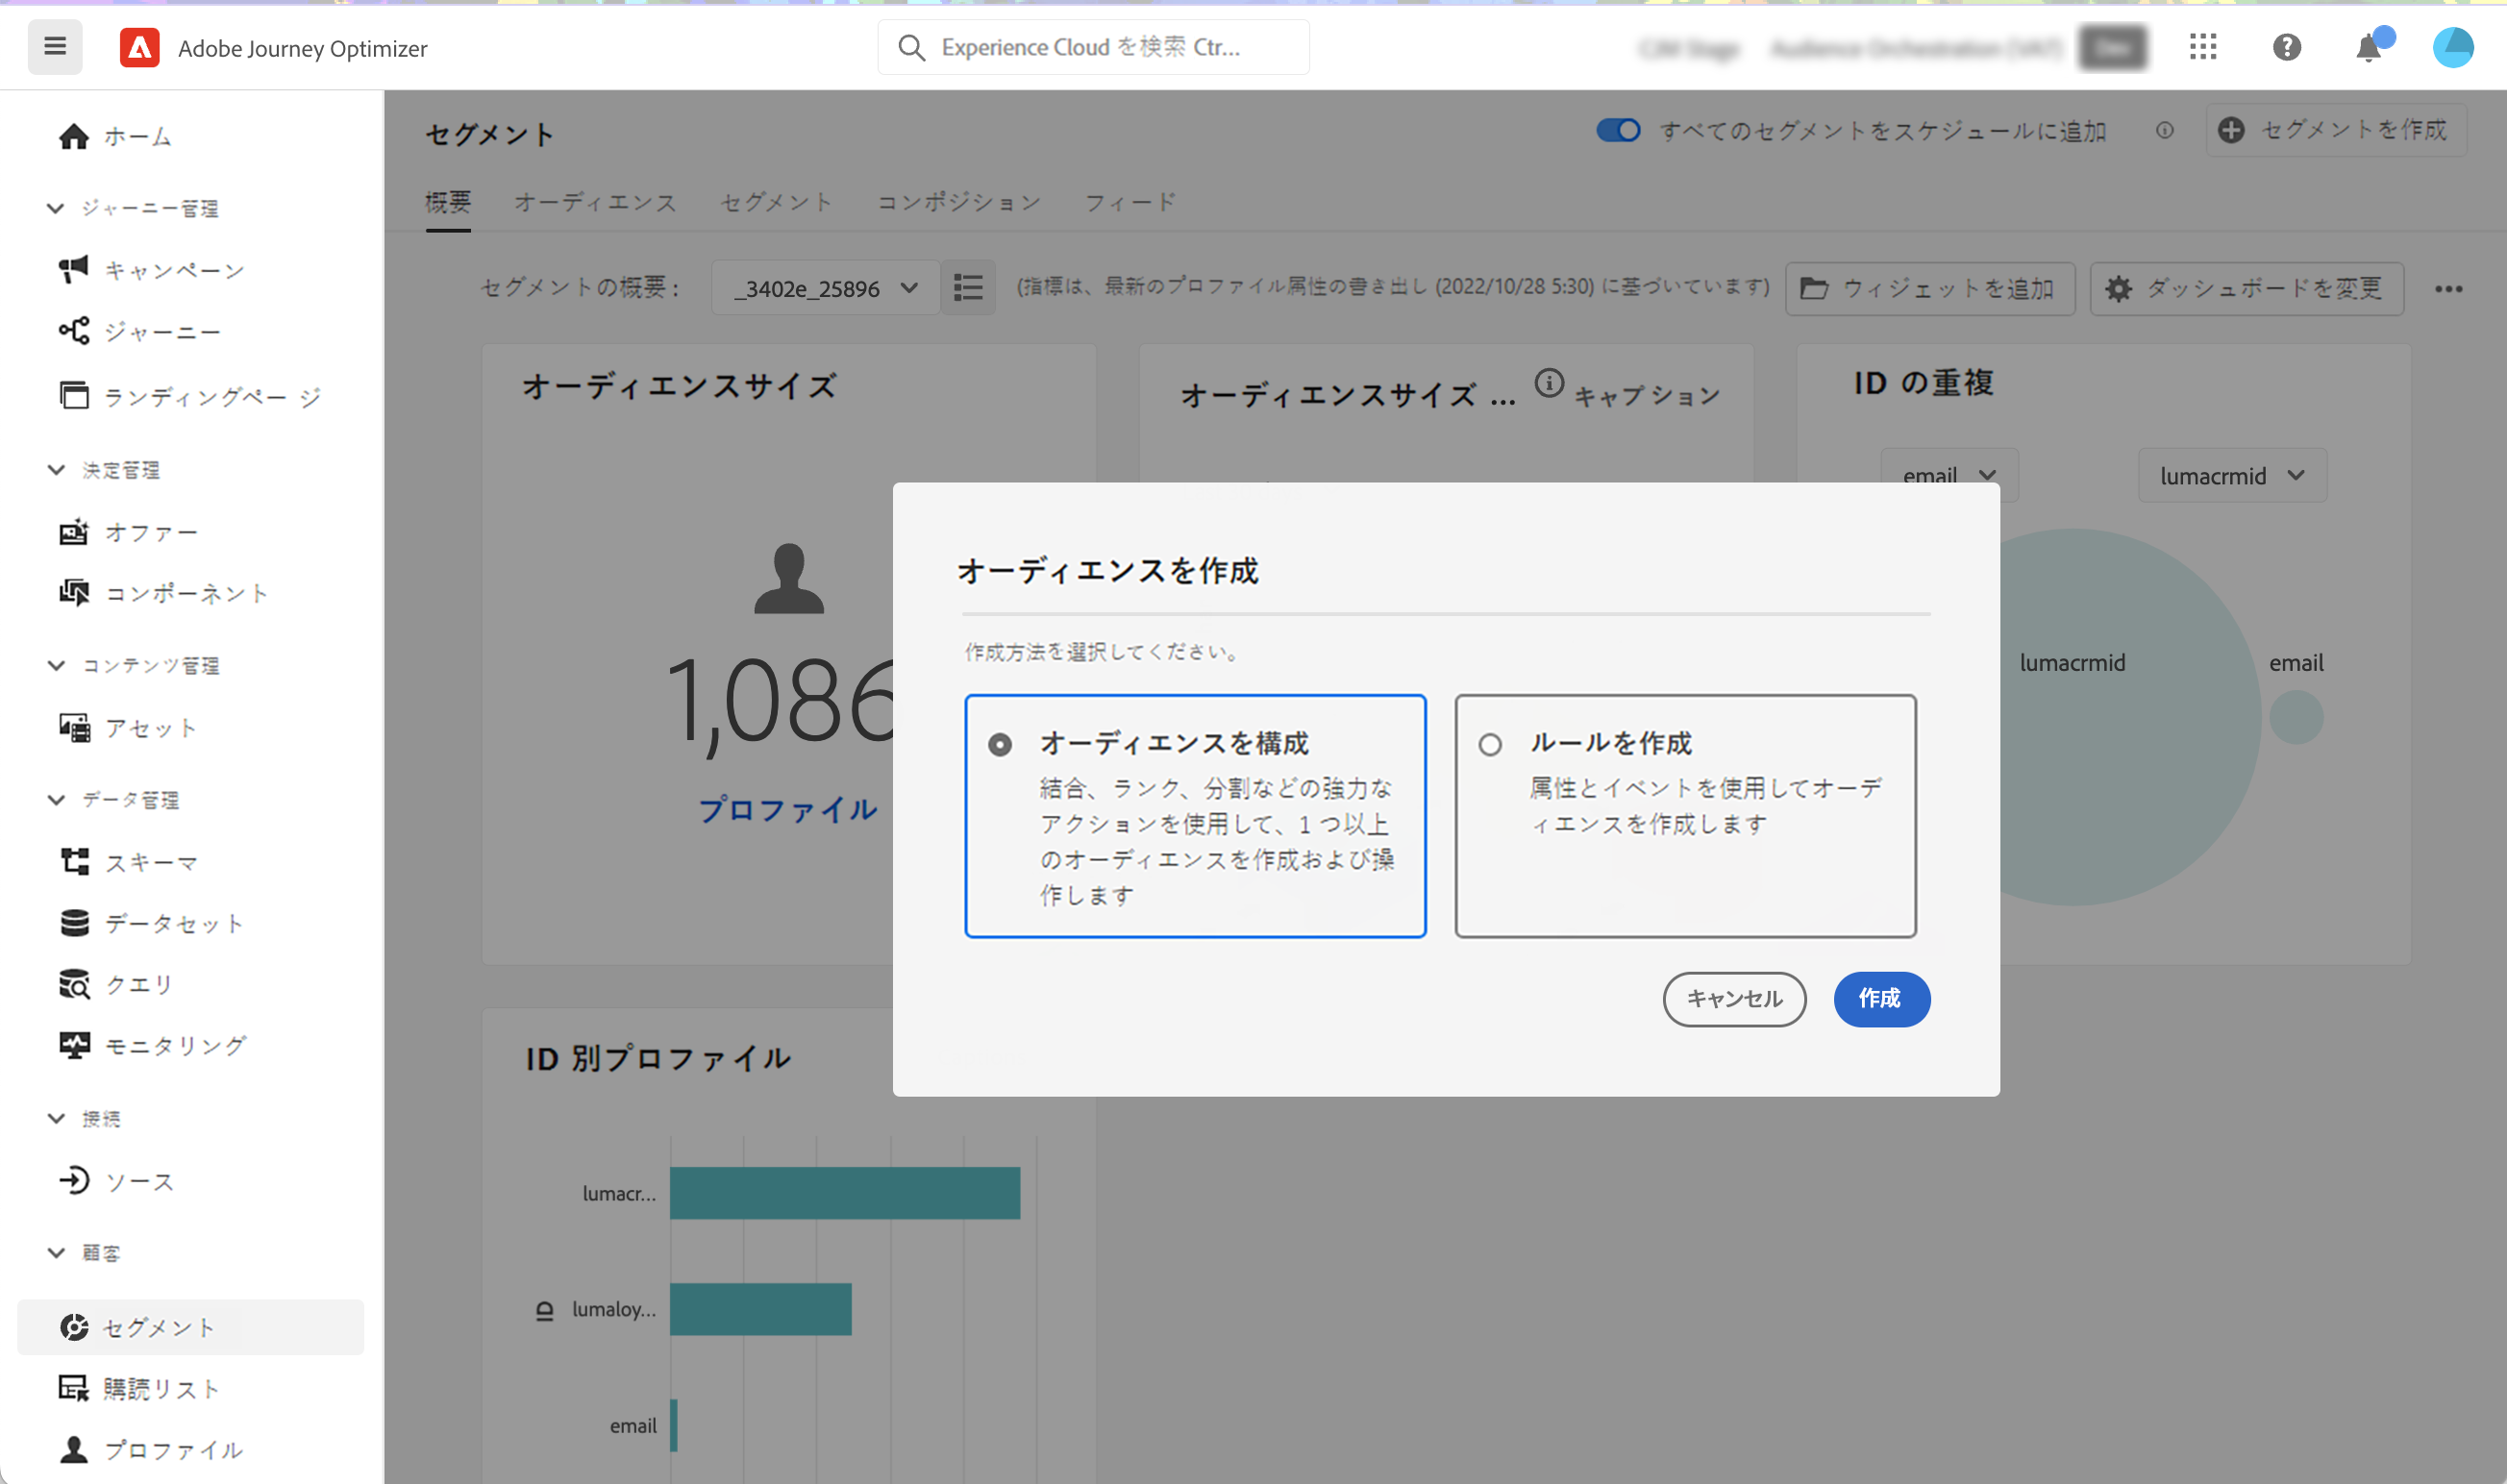 Adobe Journey Optimizer
Experience Cloud を検索 Ctr...
ホーム
ジャーニー管理
キャンペーン
ジャーニー
ランディングページ
決定管理
オファー
コンポーネント
コンテンツ管理
アセット
データ管理
スキーマ
データセット
クエリ
モニタリング
接続
ソース
顧客
セグメント
購読リスト
プロファイル
セグメント
すべてのセグメントをスケジュールに追加
セグメントを作成
概要 オーディエンス セグメント コンポジション フィード
セグメントの概要：
_3402e_25896
(指標は、最新のプロファイル属性の書き出し (2022/10/28 5:30) に基づいています)
ウィジェットを追加
ダッシュボードを変更
オーディエンスサイズ
1,086
プロファイル
オーディエンスサイズ ...
キャプション
ID の重複
email
lumacrmid
lumacrmid
email
オーディエンスを作成
作成方法を選択してください。
オーディエンスを構成
結合、ランク、分割などの強力な
アクションを使用して、1 つ以上
のオーディエンスを作成および操
作します
ルールを作成
属性とイベントを使用してオーデ
ィエンスを作成します
キャンセル
作成
ID 別プロファイル
ID
lumacr...
lumaloy...
email